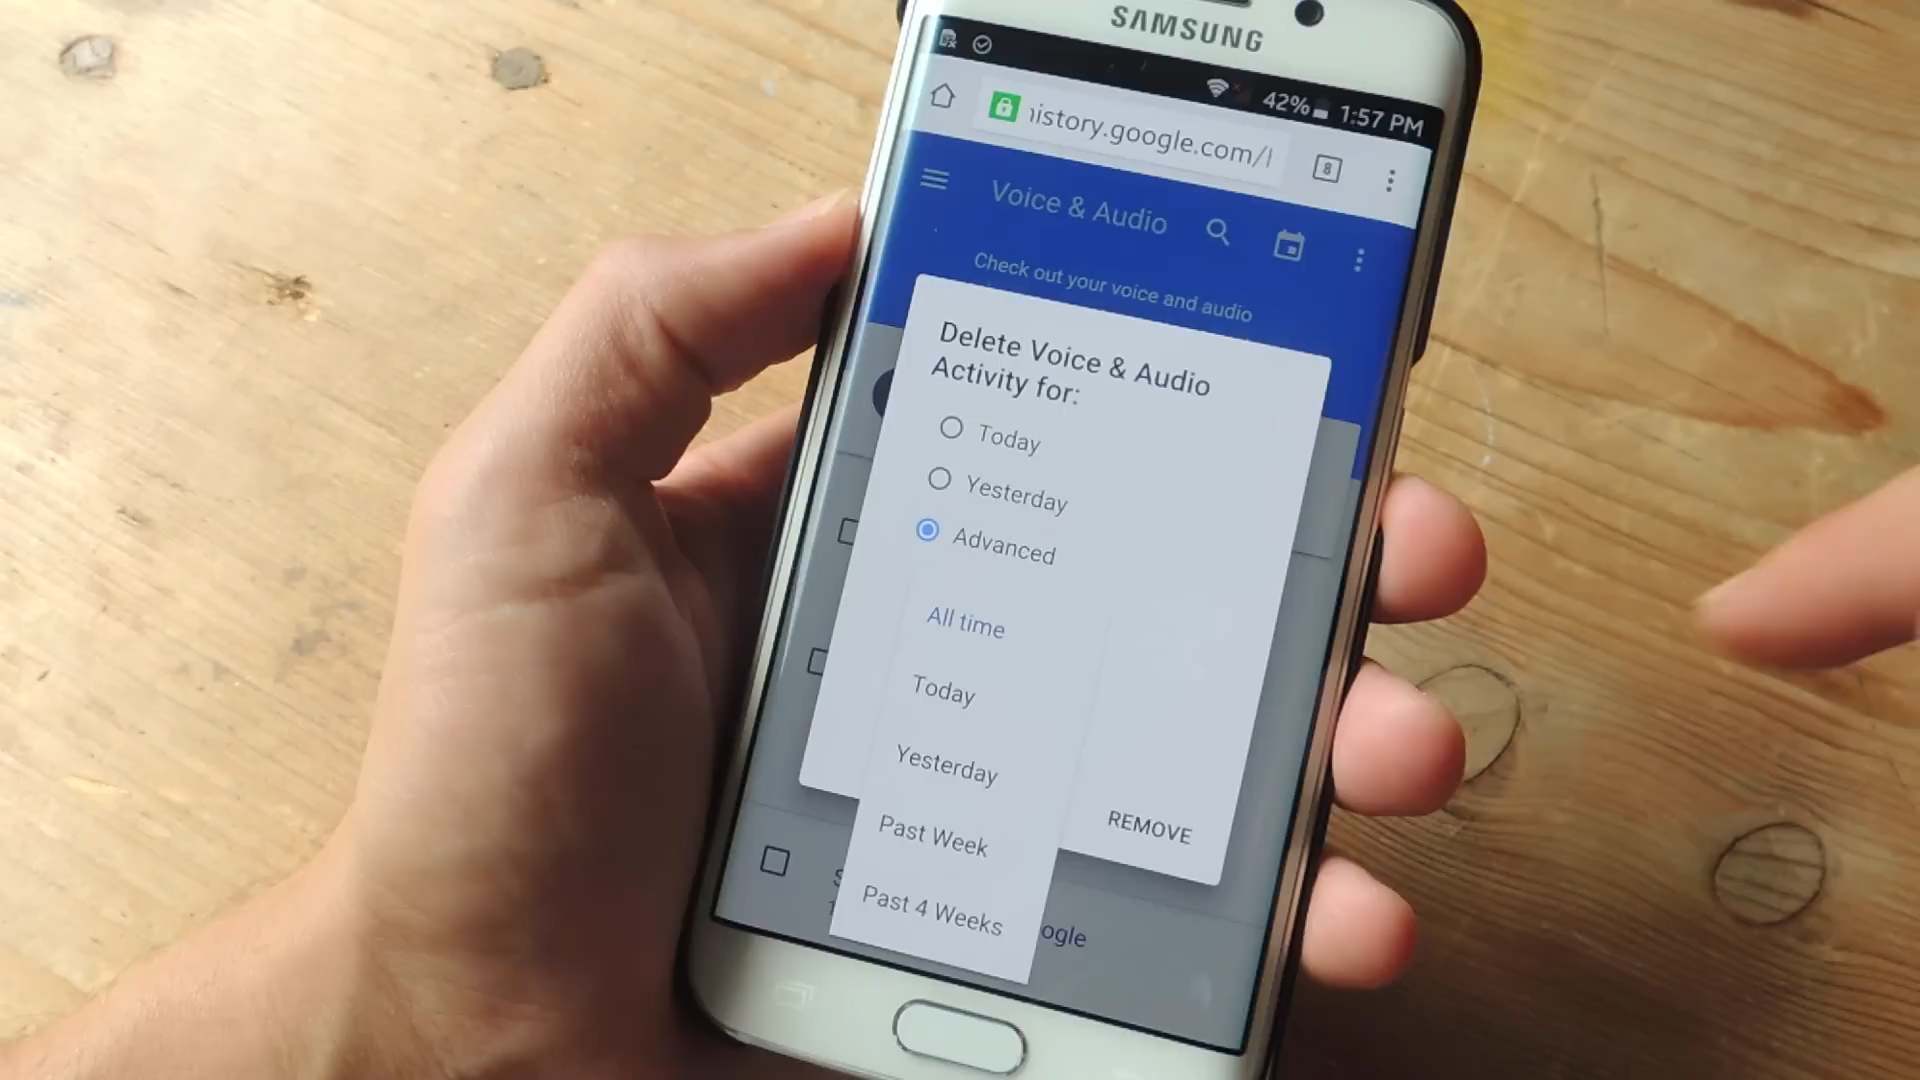 SAMSUNG
42% 1:57 PM
history.google.com/
8
Voice & Audio
Check out your voice and audio
Delete Voice & Audio
Activity for:
Today
Yesterday
Advanced
All time
Today
Yesterday
Past Week
REMOVE
Past 4 Weeks
ogle